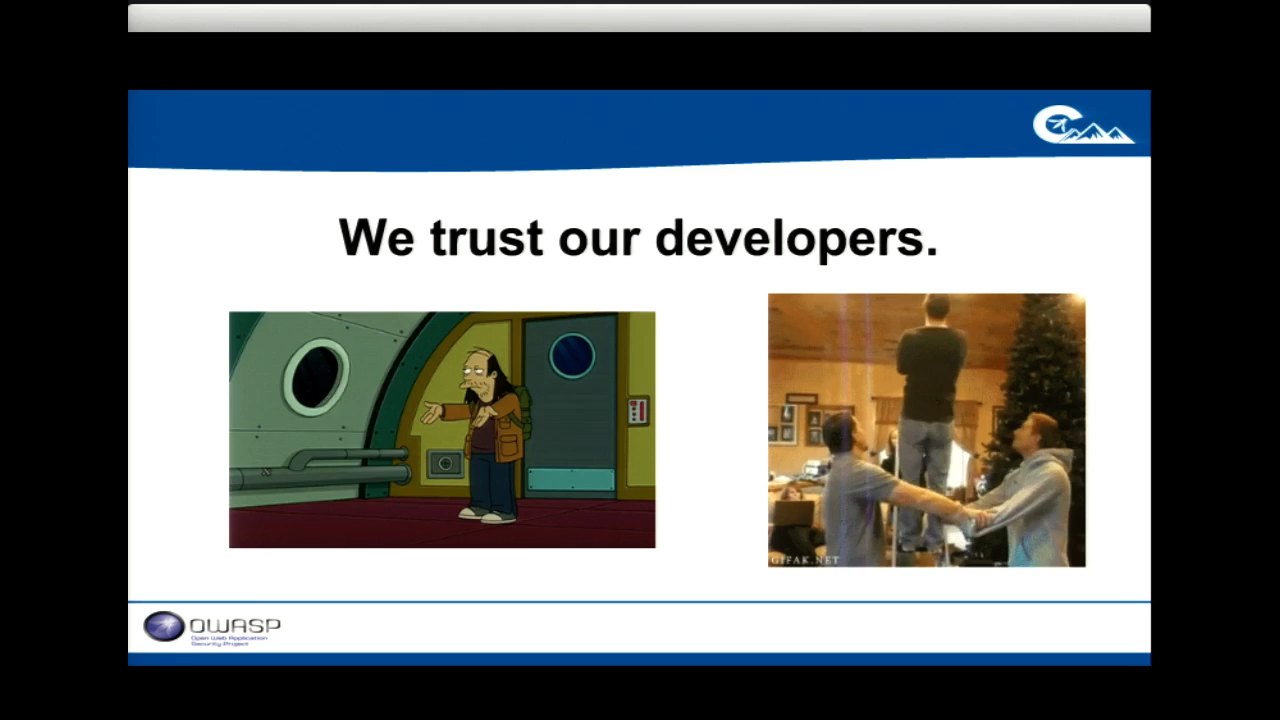 We trust our developers.
GIFAK.NET
OWASP
Open Web Application
Security Project